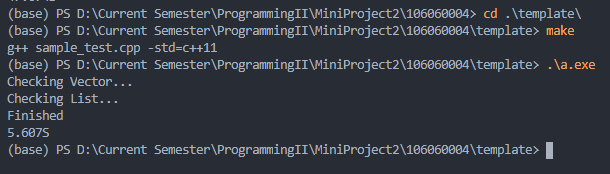 (base) PS D:\Current Semester\ProgrammingII\MiniProject2\106060004> cd .\template\
(base) PS D:\Current Semester\ProgrammingII\MiniProject2\106060004\template> make
g++ sample_test.cpp -std=c++11
(base) PS D:\Current Semester\ProgrammingII\MiniProject2\106060004\template> .\a.exe
Checking Vector...
Checking List...
Finished
5.607S
(base) PS D:\Current Semester\ProgrammingII\MiniProject2\106060004\template>